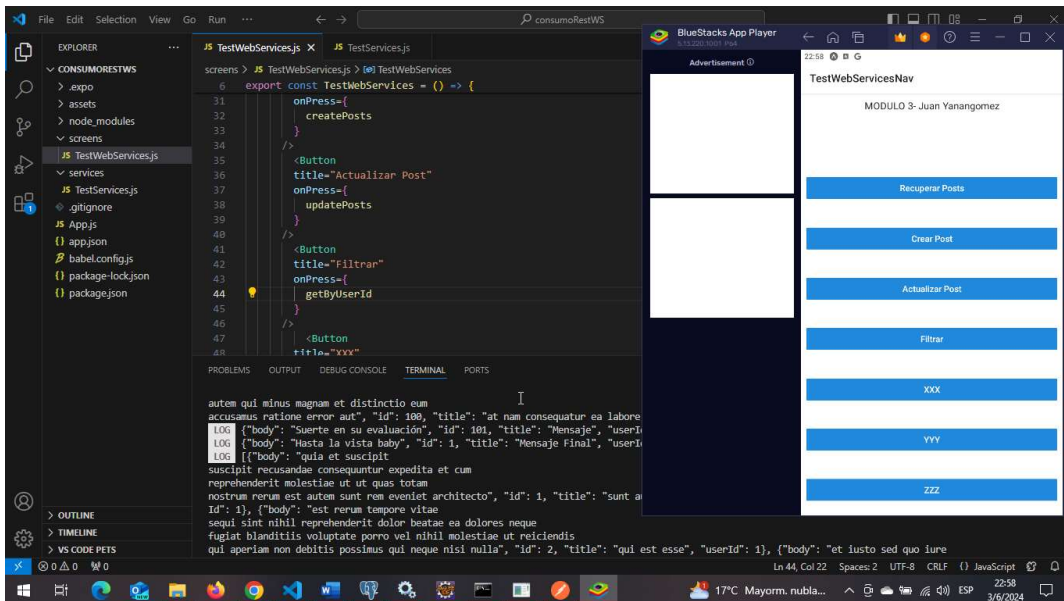 File Edit Selection View Go Run ··· consumoRestWS
EXPLORER ···
CONSUMORESTWS
.expo
assets
node_modules
screens
JS TestWebServices.js
services
JS TestServices.js
.gitignore
JS App.js
{} app.json
babel.config.js
{} package-lock.json
{} package.json
OUTLINE
TIMELINE
VS CODE PETS
1
JS TestWebServices.js × JS TestServices.js
screens > JS TestWebServices.js > TestWebServices
6 export const TestWebServices = () => {
31 onPress={
32 createPosts
33 }
34 />
35 <Button
36 title="Actualizar Post"
37 onPress={
38 updatePosts
39 }
40 />
41 <Button
42 title="Filtrar"
43 onPress={
44 getByUserId
45 }
46 />
47 <Button
48 title="XXX"
PROBLEMS OUTPUT DEBUG CONSOLE TERMINAL PORTS
autem qui minus magnam et distinctio eum
accusamus ratione error aut", "id": 100, "title": "at nam consequatur ea labore
LOG {"body": "Suerte en su evaluación", "id": 101, "title": "Mensaje", "userI
LOG {"body": "Hasta la vista baby", "id": 1, "title": "Mensaje Final", "userI
LOG [{"body": "quia et suscipit
suscipit recusandae consequuntur expedita et cum
reprehenderit molestiae ut ut quas totam
nostrum rerum est autem sunt rem eveniet architecto", "id": 1, "title": "sunt a
Id": 1}, {"body": "est rerum tempore vitae
sequi sint nihil reprehenderit dolor beatae ea dolores neque
fugiat blanditiis voluptate porro vel nihil molestiae ut reiciendis
qui aperiam non debitis possimus qui neque nisi nulla", "id": 2, "title": "qui est esse", "userId": 1}, {"body": "et iusto sed quo iure
BlueStacks App Player
5.13.220.1001 P64
Advertisement
22:58 G
TestWebServicesNav
MODULO 3- Juan Yanangomez
Recuperar Posts
Crear Post
Actualizar Post
Filtrar
XXX
YYY
ZZZ
0 0 0 Ln 44, Col 22 Spaces: 2 UTF-8 CRLF {} JavaScript
17°C Mayorm. nubla... ESP 22:58
3/6/2024